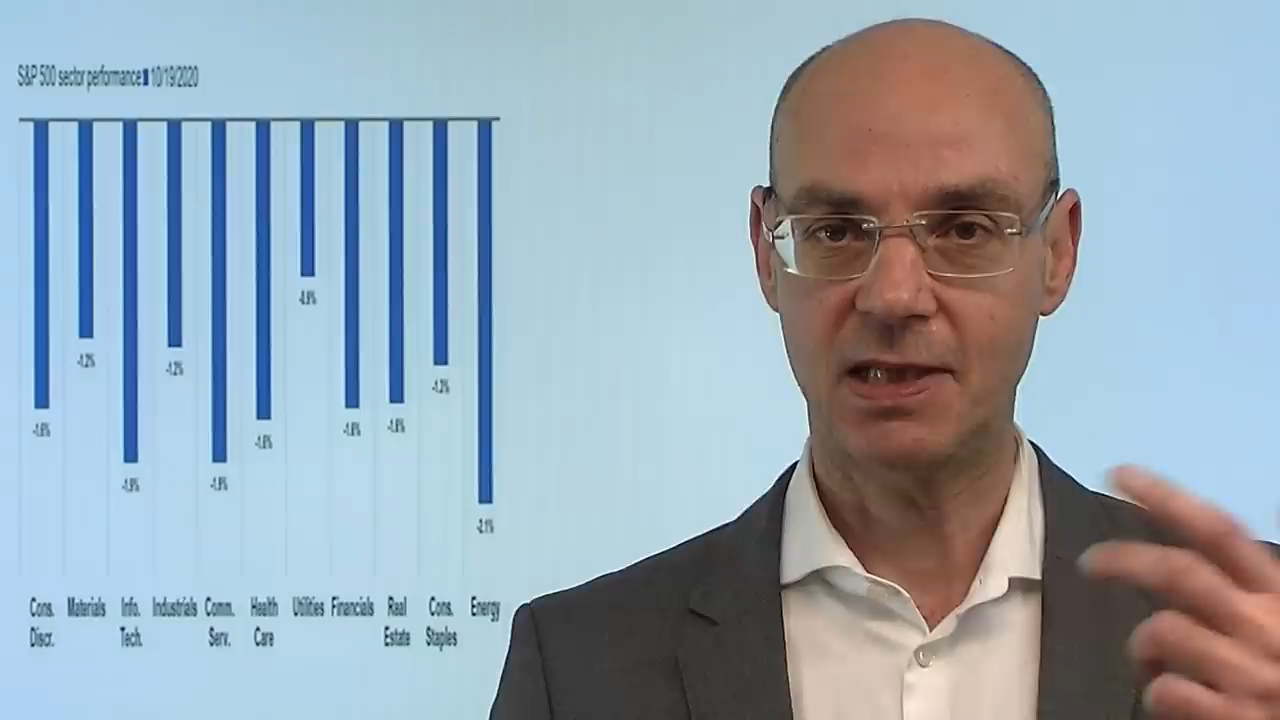 S&P 500 sector performance 10/19/2020
-0.9%
-1.2%
-1.2%
-1.3%
-1.6%
-1.6%
-1.6%
-1.6%
-1.9%
-1.9%
-2.1%
Cons. Discr.
Materials
Info. Tech.
Industrials
Comm. Serv.
Health Care
Utilities
Financials
Real Estate
Cons. Staples
Energy